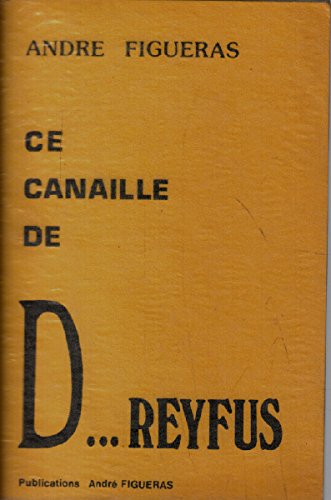 ANDRE FIGUERAS
CE
CANAILLE
DE
D...REYFUS
Publications André FIGUERAS